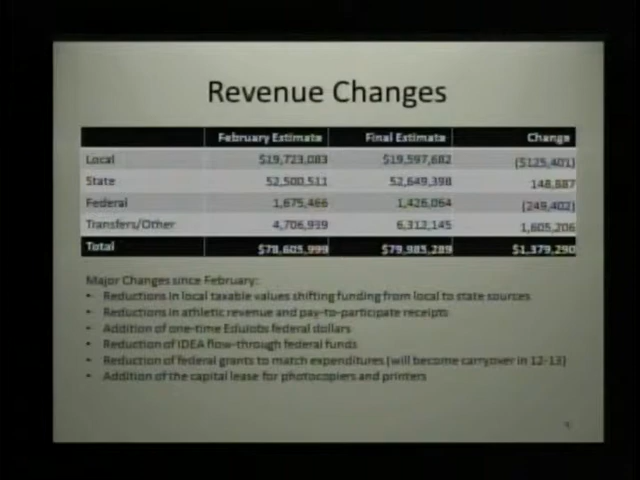 Revenue Changes
February Estimate Final Estimate Change
Local $19,723,083 $19,597,682 ($125,401)
State 52,500,511 52,649,398 148,887
Federal 1,675,466 1,426,064 (249,402)
Transfers/Other 4,706,939 6,312,145 1,605,206
Total $78,605,999 $79,985,289 $1,379,290
Major Changes since February:
• Reductions in local taxable values shifting funding from local to state sources
• Reductions in athletic revenue and pay-to-participate receipts
• Addition of one-time EduJobs federal dollars
• Reduction of IDEA flow-through federal funds
• Reduction of federal grants to match expenditures (will become carryover in 12-13)
• Addition of the capital lease for photocopiers and printers